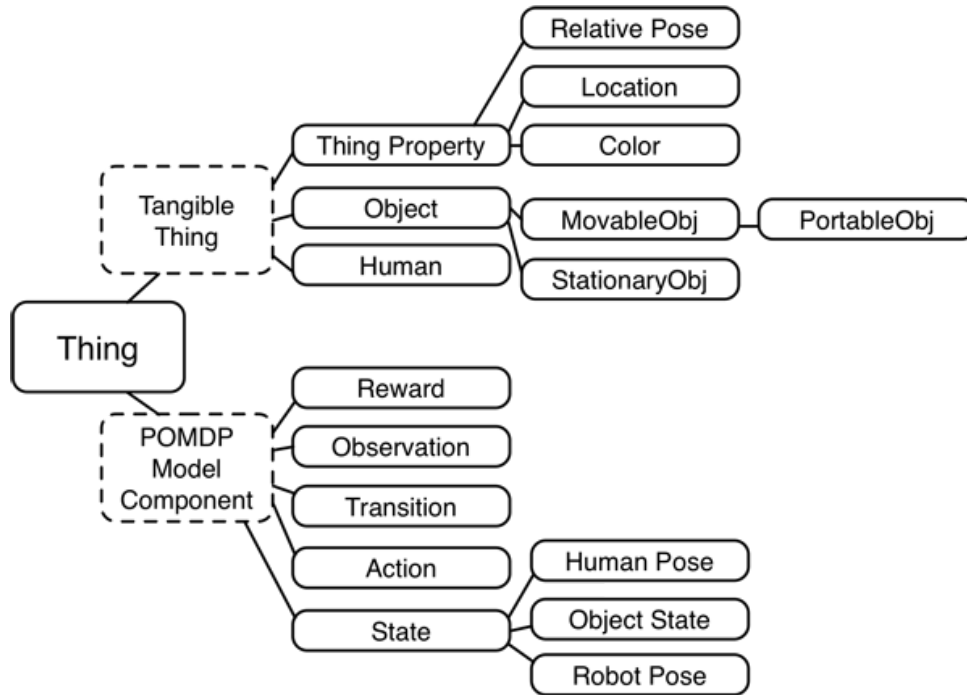 Relative Pose
Location
Thing Property
Color
Tangible
Thing
Object
MovableObj
PortableObj
Human
StationaryObj
Thing
Reward
POMDP
Model
Component
Observation
Transition
Action
Human Pose
State
Object State
Robot Pose